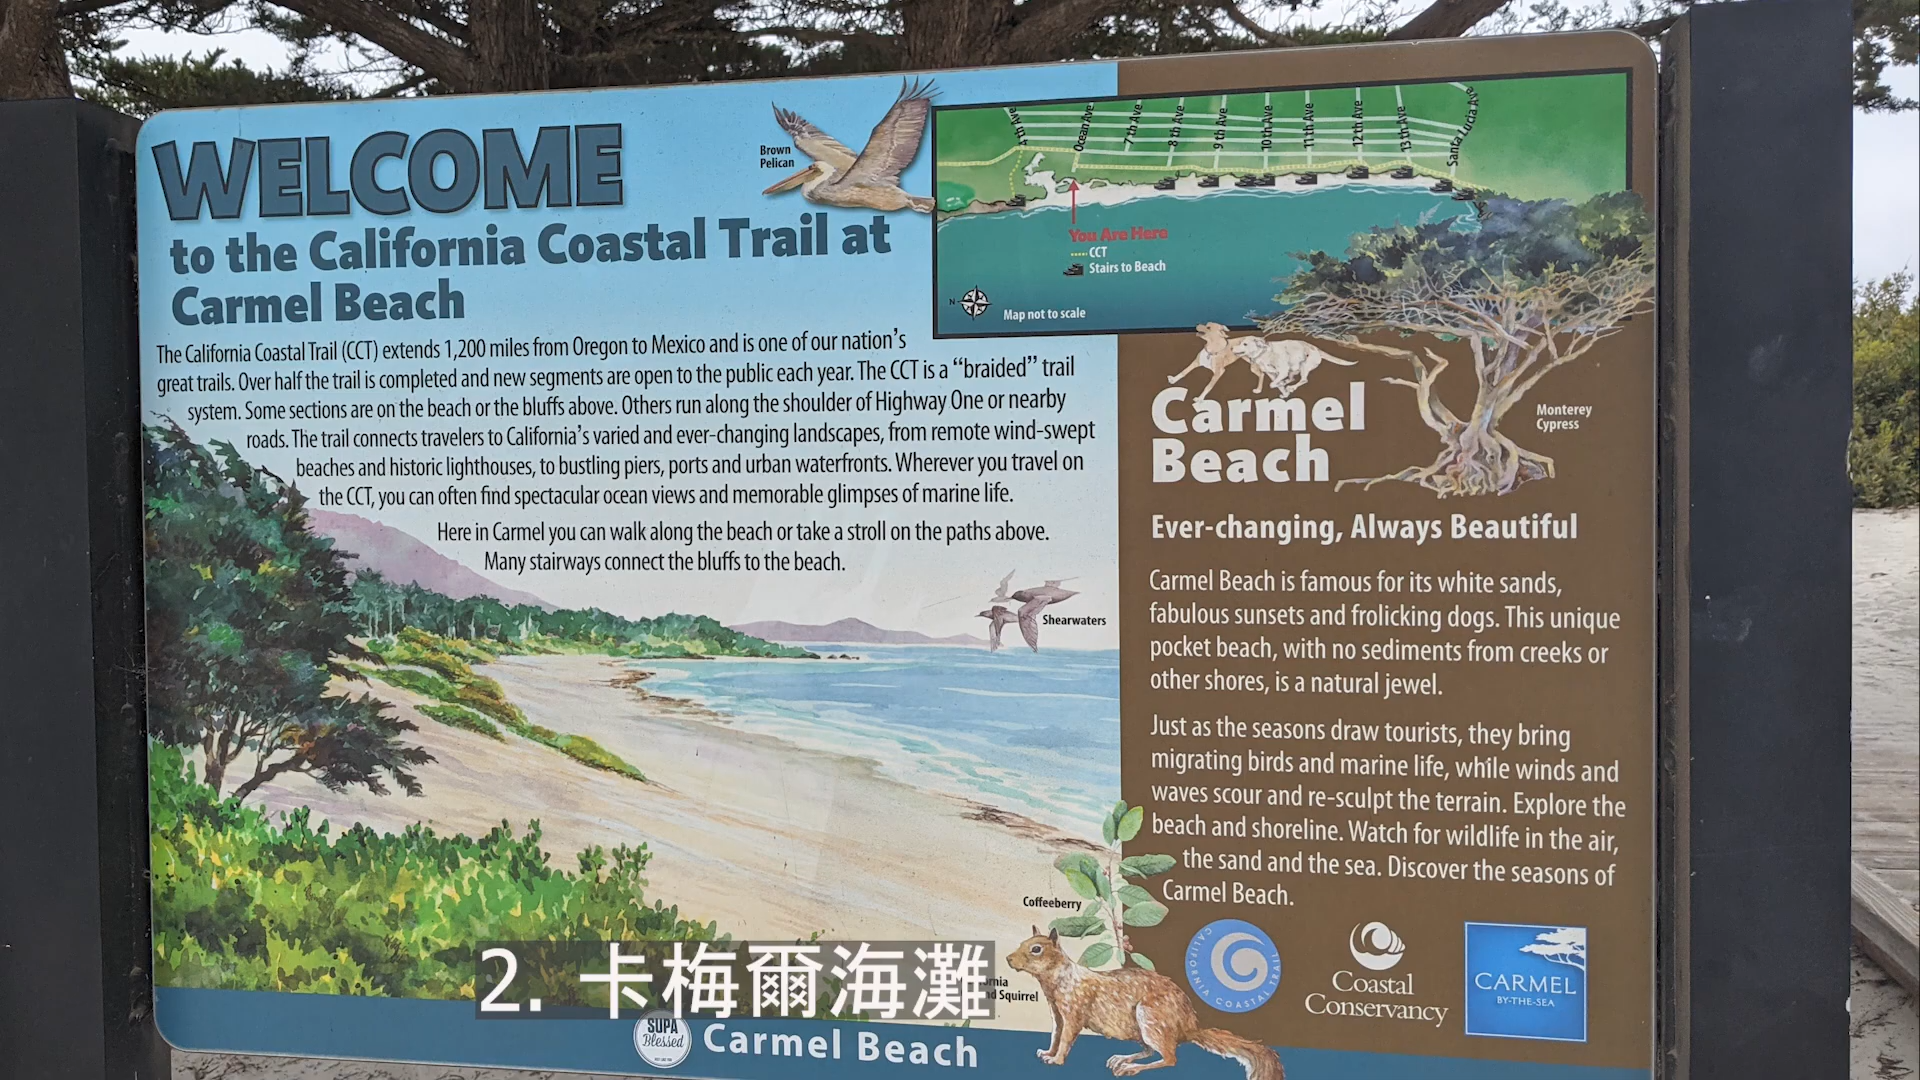 WELCOME
to the California Coastal Trail at
Carmel Beach
The California Coastal Trail (CCT) extends 1,200 miles from Oregon to Mexico and is one of our nation's
great trails. Over half the trail is completed and new segments are open to the public each year. The CCT is a “braided” trail
system. Some sections are on the beach or the bluffs above. Others run along the shoulder of Highway One or nearby
roads. The trail connects travelers to California's varied and ever-changing landscapes, from remote wind-swept
beaches and historic lighthouses, to bustling piers, ports and urban waterfronts. Wherever you travel on
the CCT, you can often find spectacular ocean views and memorable glimpses of marine life.
Here in Carmel you can walk along the beach or take a stroll on the paths above.
Many stairways connect the bluffs to the beach.
Brown
Pelican
4th Ave
Ocean Ave
7th Ave
8th Ave
9th Ave
10th Ave
11th Ave
12th Ave
13th Ave
Santa Lucia Ave
You Are Here
CCT
Stairs to Beach
N
Map not to scale
Carmel
Beach
Monterey
Cypress
Ever-changing, Always Beautiful
Carmel Beach is famous for its white sands,
fabulous sunsets and frolicking dogs. This unique
pocket beach, with no sediments from creeks or
other shores, is a natural jewel.
Just as the seasons draw tourists, they bring
migrating birds and marine life, while winds and
waves scour and re-sculpt the terrain. Explore the
beach and shoreline. Watch for wildlife in the air,
the sand and the sea. Discover the seasons of
Carmel Beach.
Shearwaters
Coffeeberry
Squirrel
2. 卡梅爾海灘
SUPA
Blessed
Carmel Beach
CALIFORNIA COASTAL TRAIL
Coastal
Conservancy
CARMEL
BY-THE-SEA